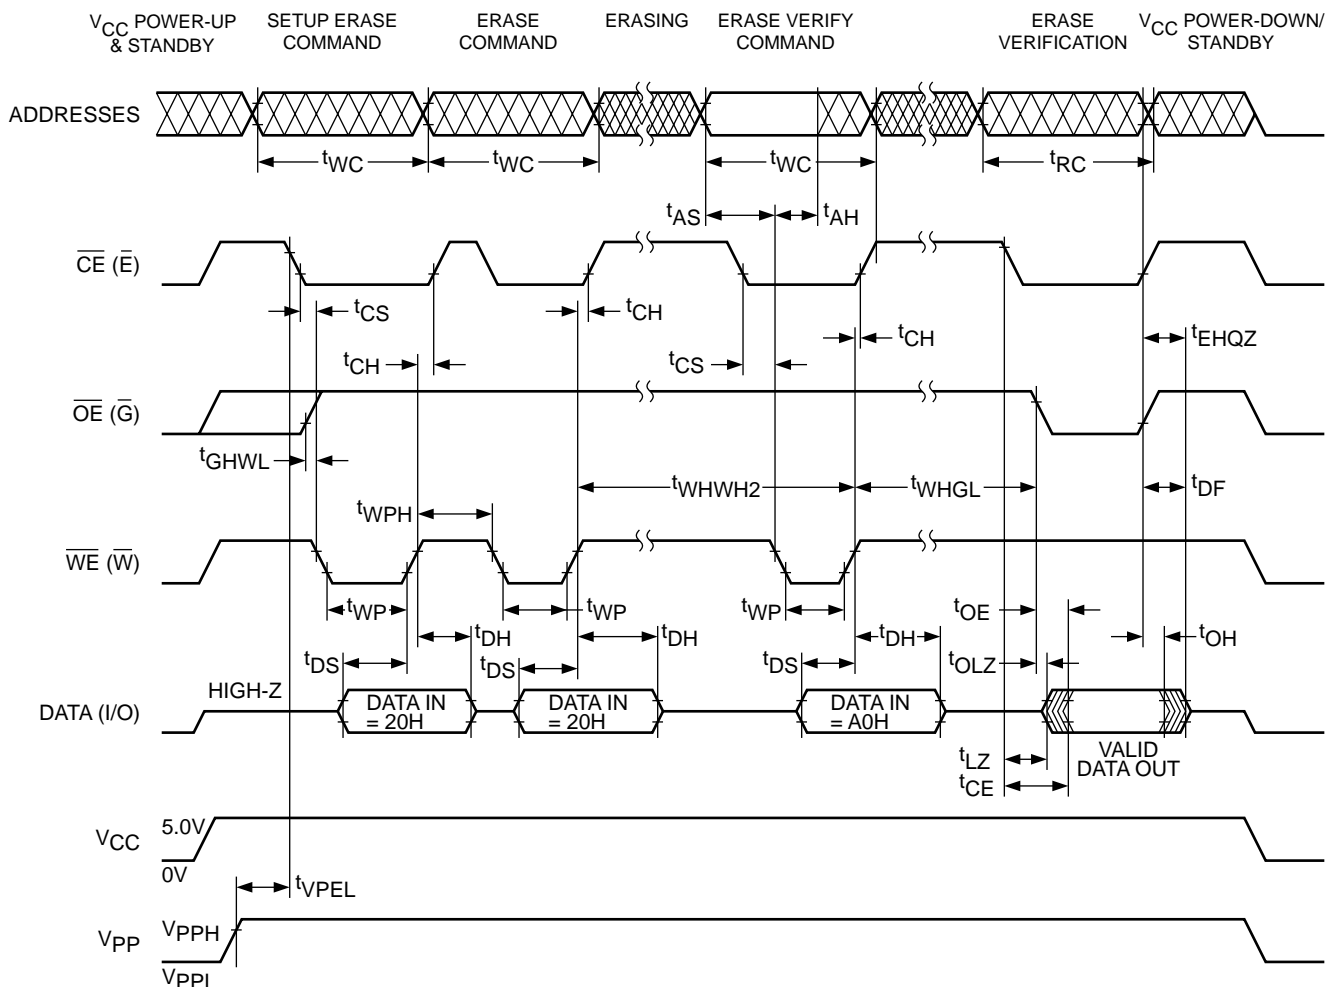 VCC POWER-UP
& STANDBY
SETUP ERASE
COMMAND
ERASE
COMMAND
ERASING
ERASE VERIFY
COMMAND
ERASE
VERIFICATION
VCC POWER-DOWN/
STANDBY
ADDRESSES
tWC
tWC
tWC
tRC
tAS
tAH
CE (E)
tCS
tCH
tCH
tCS
tCH
tEHQZ
OE (G)
tGHWL
tWHWH2
tWHGL
tDF
tWPH
WE (W)
tWP
tWP
tWP
tOE
tDH
tDH
tDH
tOH
tDS
tDS
tDS
tOLZ
HIGH-Z
DATA (I/O)
DATA IN
= 20H
DATA IN
= 20H
DATA IN
= A0H
VALID
DATA OUT
tLZ
tCE
VCC
5.0V
0V
tVPEL
VPP
VPPH
VPPL